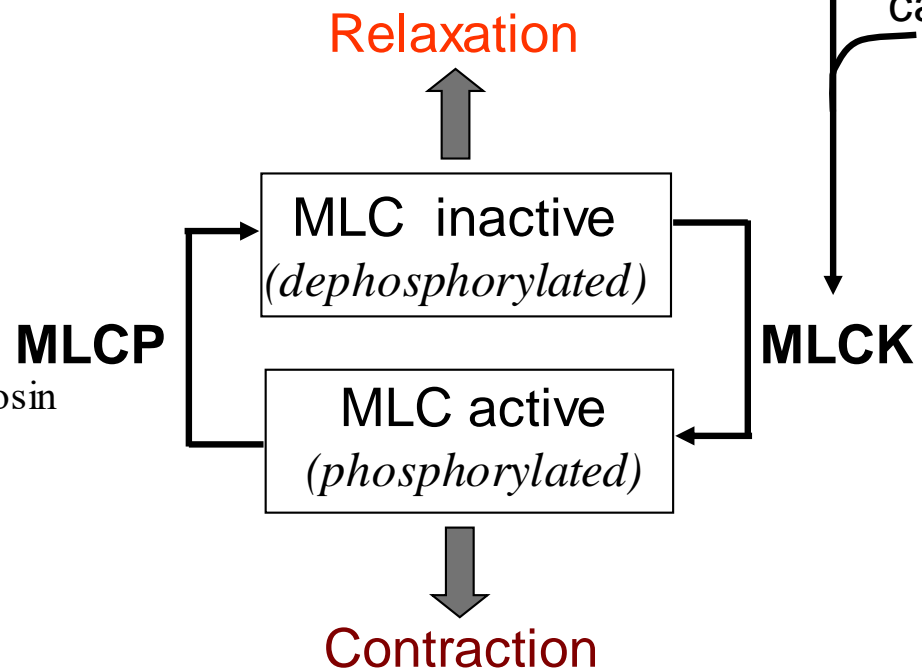 Relaxation
MLC inactive
(dephosphorylated)
MLCP
MLCK
MLC active
(phosphorylated)
Contraction